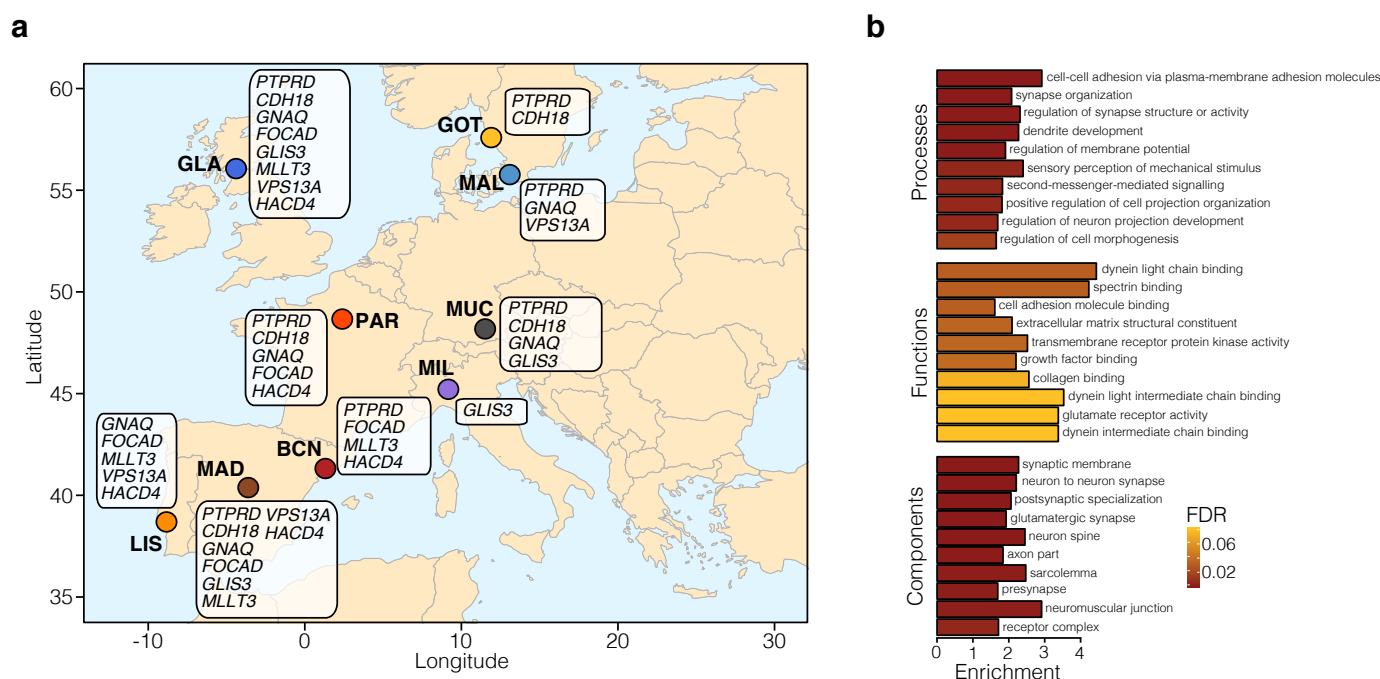 a
b
Latitude
60
55
50
45
40
35
-10
0
10
20
30
Longitude
GLA
PTPRD
CDH18
GNAQ
FOCAD
GLIS3
MLLT3
VPS13A
HACD4
GOT
PTPRD
CDH18
MAL
PTPRD
GNAQ
VPS13A
PAR
PTPRD
CDH18
GNAQ
FOCAD
HACD4
MUC
PTPRD
CDH18
GNAQ
GLIS3
MIL
GLIS3
BCN
PTPRD
FOCAD
MLLT3
HACD4
LIS
GNAQ
FOCAD
MLLT3
VPS13A
HACD4
MAD
PTPRD VPS13A
CDH18 HACD4
GNAQ
FOCAD
GLIS3
MLLT3
Processes
cell-cell adhesion via plasma-membrane adhesion molecules
synapse organization
regulation of synapse structure or activity
dendrite development
regulation of membrane potential
sensory perception of mechanical stimulus
second-messenger-mediated signalling
positive regulation of cell projection organization
regulation of neuron projection development
regulation of cell morphogenesis
Functions
dynein light chain binding
spectrin binding
cell adhesion molecule binding
extracellular matrix structural constituent
transmembrane receptor protein kinase activity
growth factor binding
collagen binding
dynein light intermediate chain binding
glutamate receptor activity
dynein intermediate chain binding
Components
synaptic membrane
neuron to neuron synapse
postsynaptic specialization
glutamatergic synapse
neuron spine
axon part
sarcolemma
presynapse
neuromuscular junction
receptor complex
FDR
0.06
0.02
0
1
2
3
4
Enrichment